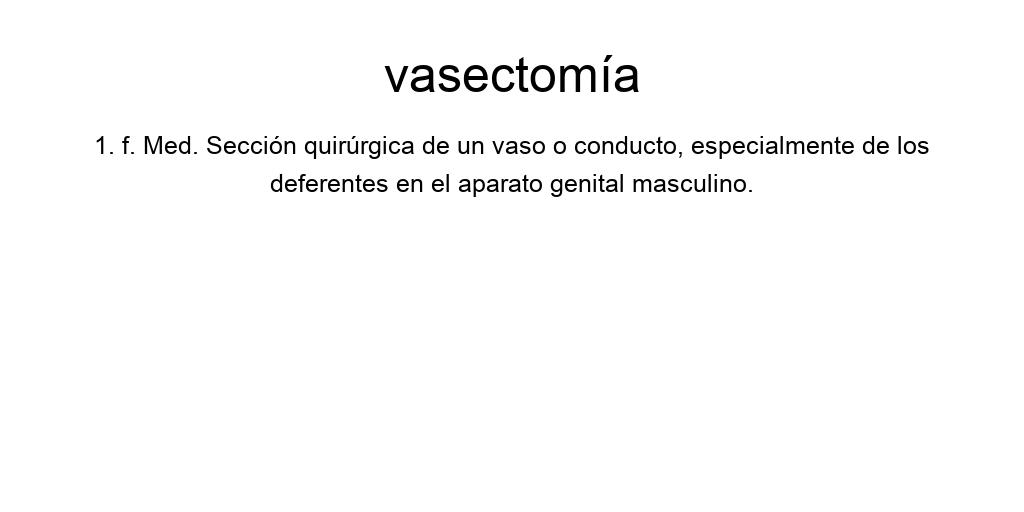 vasectomía
1. f. Med. Sección quirúrgica de un vaso o conducto, especialmente de los
deferentes en el aparato genital masculino.